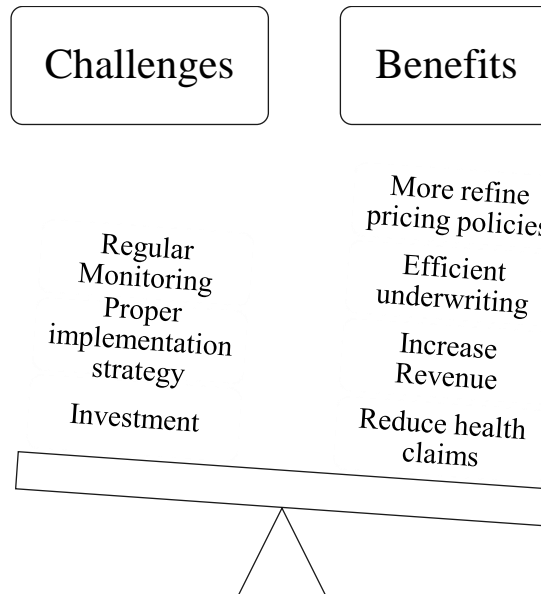 Challenges
Benefits
Regular
Monitoring
Proper
implementation
strategy
Investment
More refine
pricing policies
Efficient
underwriting
Increase
Revenue
Reduce health
claims